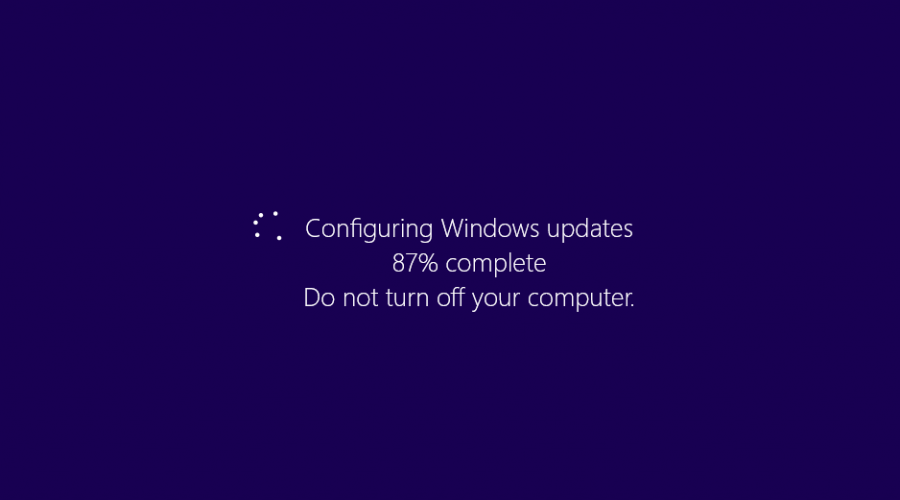 Configuring Windows updates
87% complete
Do not turn off your computer.